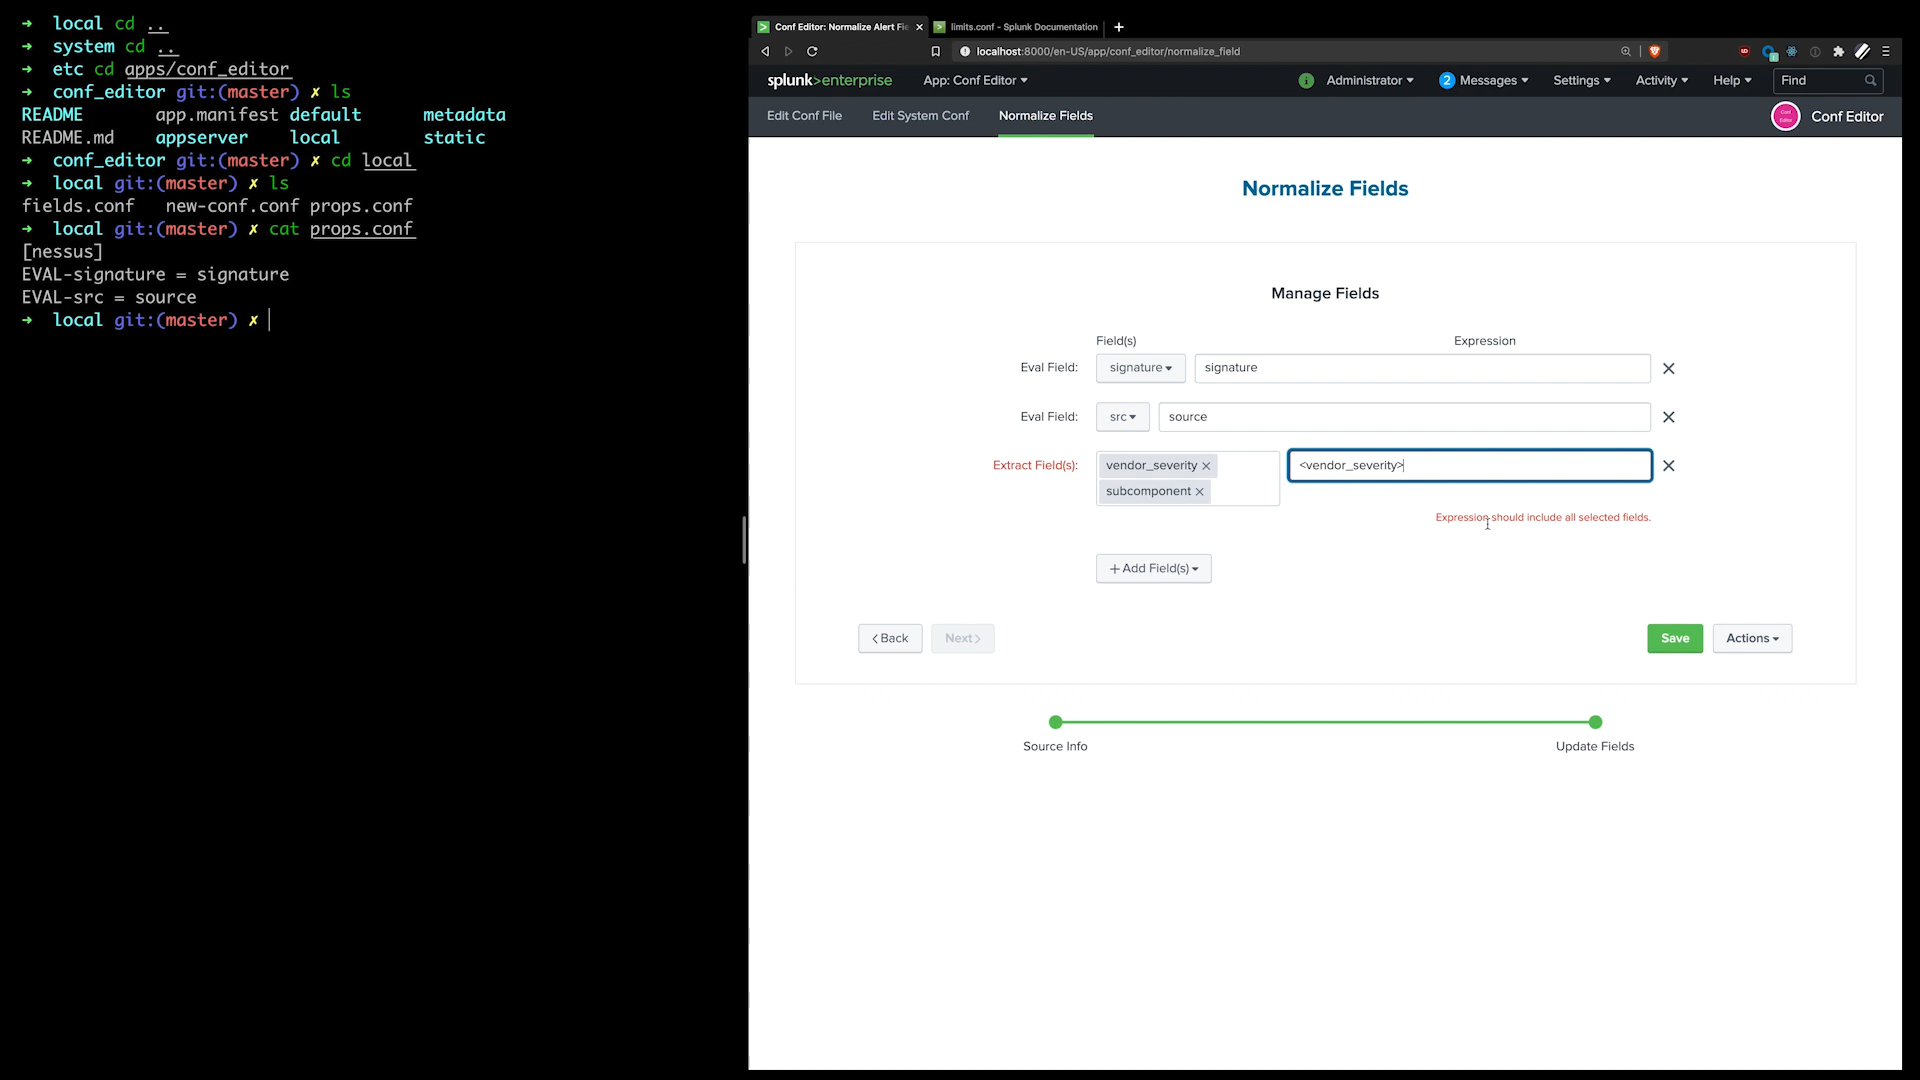 → local cd ..
→ system cd ..
→ etc cd apps/conf_editor
→ conf_editor git:(master) ✗ ls
README app.manifest default metadata
README.md appserver local static
→ conf_editor git:(master) ✗ cd local
→ local git:(master) ✗ ls
fields.conf new-conf.conf props.conf
→ local git:(master) ✗ cat props.conf
[nessus]
EVAL-signature = signature
EVAL-src = source
→ local git:(master) ✗
Conf Editor: Normalize Alert Fie
limits.conf - Splunk Documentation
localhost:8000/en-US/app/conf_editor/normalize_field
splunk>enterprise
App: Conf Editor
Administrator
2 Messages
Settings
Activity
Help
Find
Edit Conf File
Edit System Conf
Normalize Fields
Conf Editor
Conf Editor
Normalize Fields
Manage Fields
Field(s) Expression
Eval Field: signature signature
Eval Field: src source
Extract Field(s): vendor_severity <vendor_severity>
subcomponent
Expression should include all selected fields.
+ Add Field(s)
Back Next
Save Actions
Source Info Update Fields